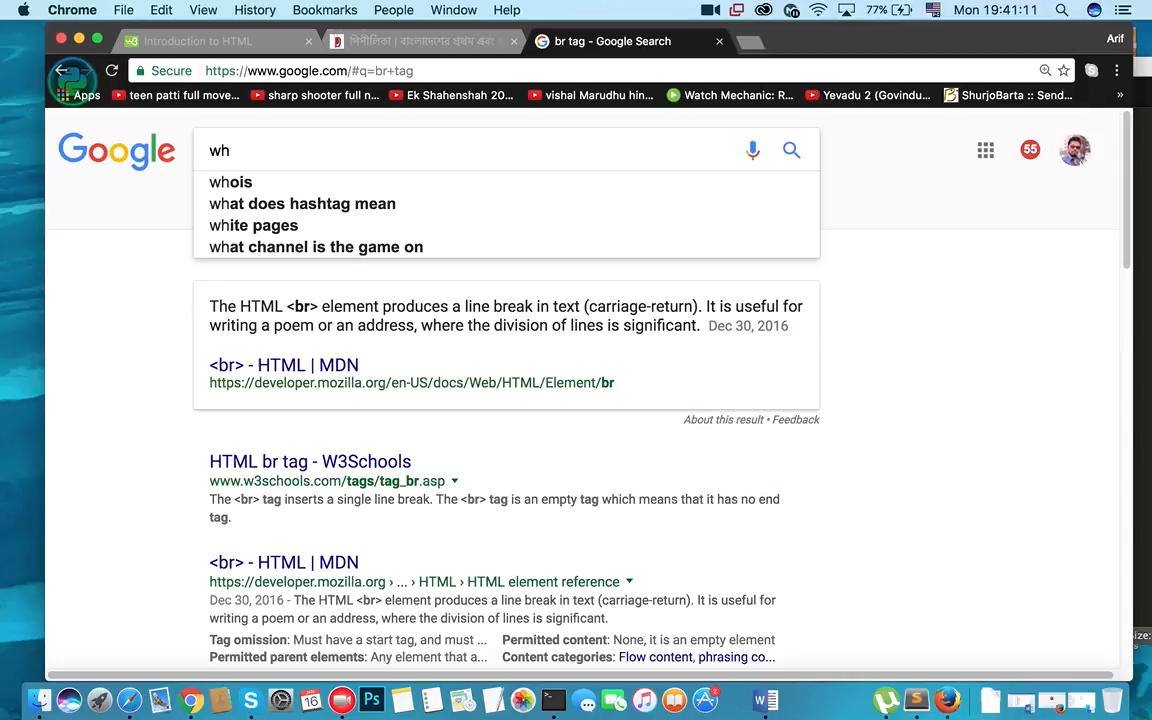 Chrome File Edit View History Bookmarks People Window Help 77% Mon 19:41:11
Introduction to HTML × পিপীলিকা | বাংলাদেশের প্রথম এবং × br tag - Google Search × Arif
Secure https://www.google.com/#q=br+tag
Apps teen patti full move... sharp shooter full n... Ek Shahenshah 20... vishal Marudhu hin... Watch Mechanic: R... Yevadu 2 (Govindu... ShurjoBarta :: Send... »
Google wh 55
whois
what does hashtag mean
white pages
what channel is the game on
The HTML <br> element produces a line break in text (carriage-return). It is useful for
writing a poem or an address, where the division of lines is significant. Dec 30, 2016
<br> - HTML | MDN
https://developer.mozilla.org/en-US/docs/Web/HTML/Element/br
About this result • Feedback
HTML br tag - W3Schools
www.w3schools.com/tags/tag_br.asp
The <br> tag inserts a single line break. The <br> tag is an empty tag which means that it has no end
tag.
<br> - HTML | MDN
https://developer.mozilla.org › ... › HTML › HTML element reference
Dec 30, 2016 - The HTML <br> element produces a line break in text (carriage-return). It is useful for
writing a poem or an address, where the division of lines is significant.
Tag omission: Must have a start tag, and must ... Permitted content: None, it is an empty element
Permitted parent elements: Any element that a... Content categories: Flow content, phrasing co...
Size:
16 Ps 2 W S